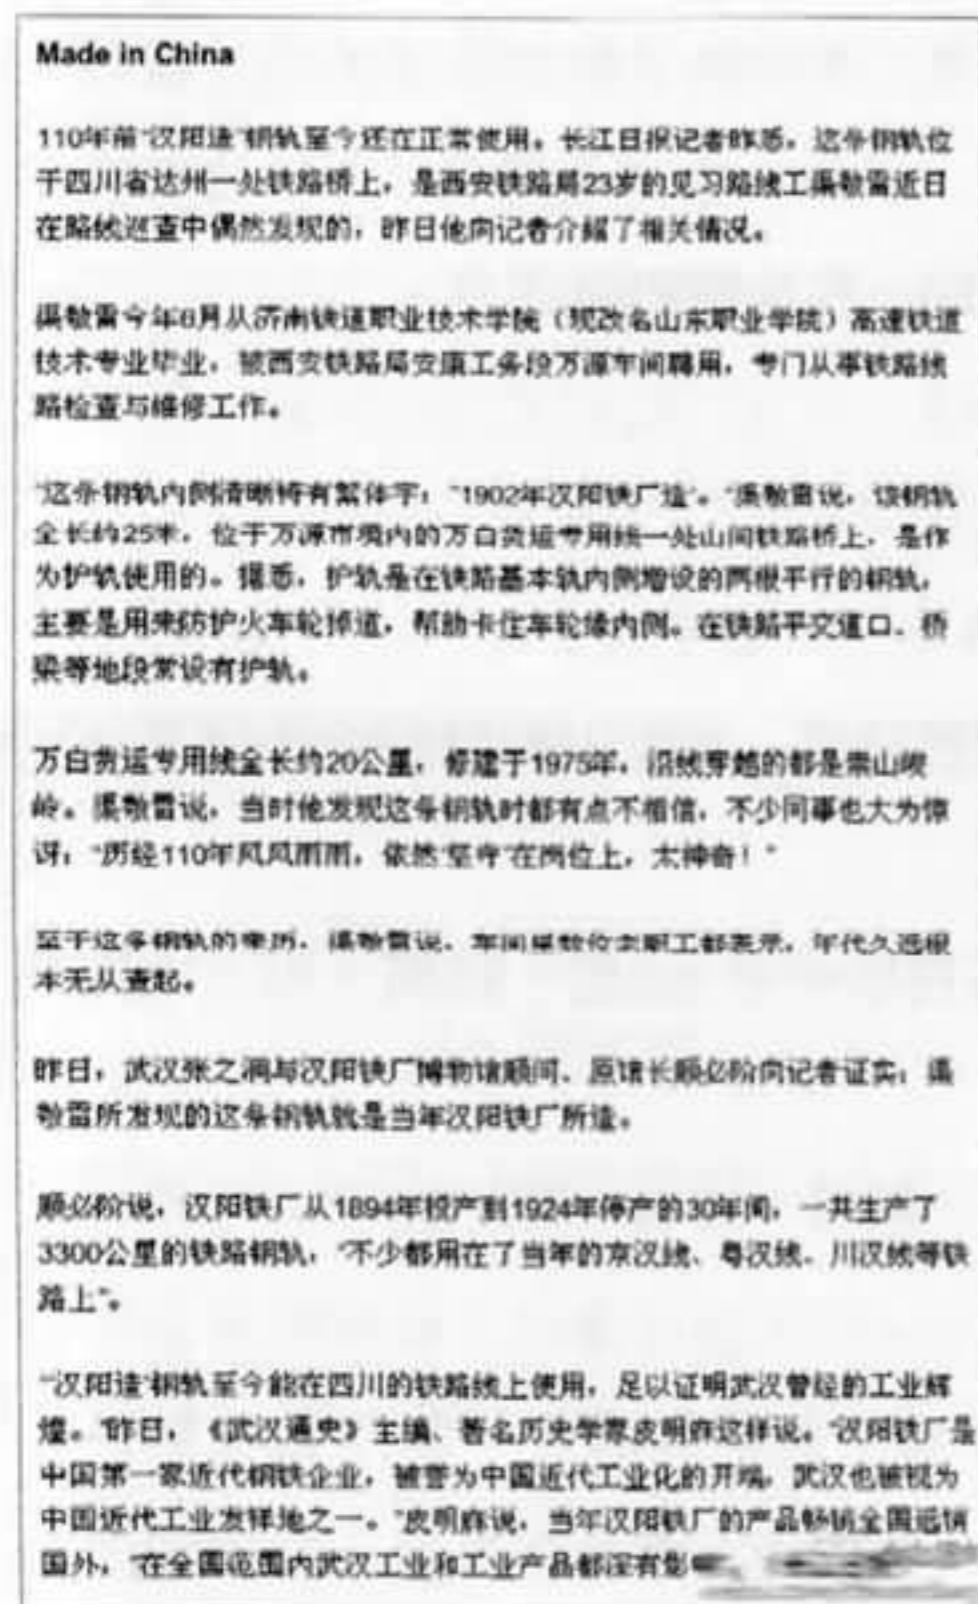 Made in China
110年前“汉阳造”钢轨至今还在正常使用。长江日报记者昨悉，这条钢轨位
于四川省达州一处铁路桥上，是西安铁路局23岁的见习路线工渠敬雷近日
在路线巡查中偶然发现的，昨日他向记者介绍了相关情况。
渠敬雷今年6月从济南铁道职业技术学院（现改名山东职业学院）高速铁道
技术专业毕业，被西安铁路局安康工务段万源车间聘用，专门从事铁路线
路检查与维修工作。
“这条钢轨内侧清晰铸有繁体字：“1902年汉阳铁厂造”。”渠敬雷说，该钢轨
全长约25米，位于万源市境内的万白货运专用线一处山间铁路桥上，是作
为护轨使用的。据悉，护轨是在铁路基本轨内侧增设的两根平行的钢轨，
主要是用来防护火车轮掉道，帮助卡住车轮缘内侧。在铁路平交道口、桥
梁等地段常设有护轨。
万白货运专用线全长约20公里，修建于1975年，沿线穿越的都是崇山峻
岭。渠敬雷说，当时他发现这条钢轨时都有点不相信，不少同事也大为惊
讶：“历经110年风风雨雨，依然‘坚守’在岗位上，太神奇！”
至于这条钢轨的来历，渠敬雷说，车间里数位老职工都表示，年代久远根
本无从查起。
昨日，武汉张之洞与汉阳铁厂博物馆顾问、原馆长顾必阶向记者证实：渠
敬雷所发现的这条钢轨就是当年汉阳铁厂所造。
顾必阶说，汉阳铁厂从1894年投产到1924年停产的30年间，一共生产了
3300公里的铁路钢轨，“不少都用在了当年的京汉线、粤汉线、川汉线等铁
路上”。
“‘汉阳造’钢轨至今能在四川的铁路线上使用，足以证明武汉曾经的工业辉
煌。”昨日，《武汉通史》主编、著名历史学家皮明庥这样说。“汉阳铁厂是
中国第一家近代钢铁企业，被誉为中国近代工业化的开端，武汉也被视为
中国近代工业发祥地之一。”皮明庥说，当年汉阳铁厂的产品畅销全国远销
国外，“在全国范围内武汉工业和工业产品都深有影